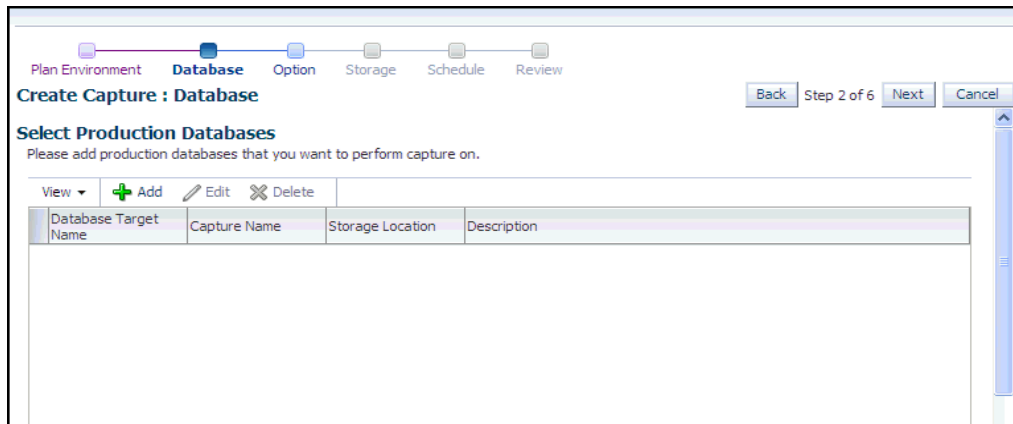 Plan Environment Database Option Storage Schedule Review
Create Capture : Database
Back Step 2 of 6 Next Cancel
Select Production Databases
Please add production databases that you want to perform capture on.
View Add Edit Delete
Database Target Name Capture Name Storage Location Description